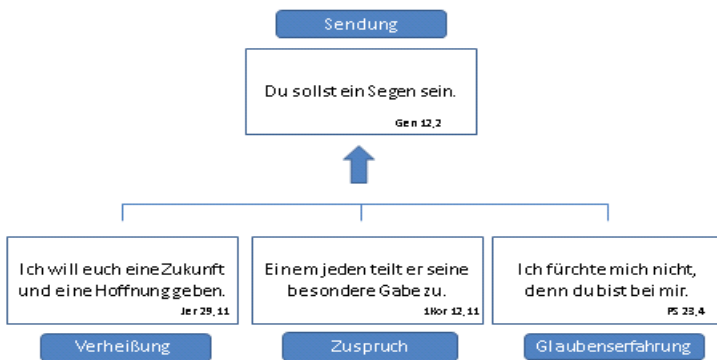 Sendung
Du sollst ein Segen sein.
Gen 12,2
Ich will euch eine Zukunft
und eine Hoffnung geben.
Jer 29,11
Verheißung
Einem jeden teilt er seine
besondere Gabe zu.
1Kor 12,11
Zuspruch
Ich fürchte mich nicht,
denn du bist bei mir.
PS 23,4
Glaubenserfahrung